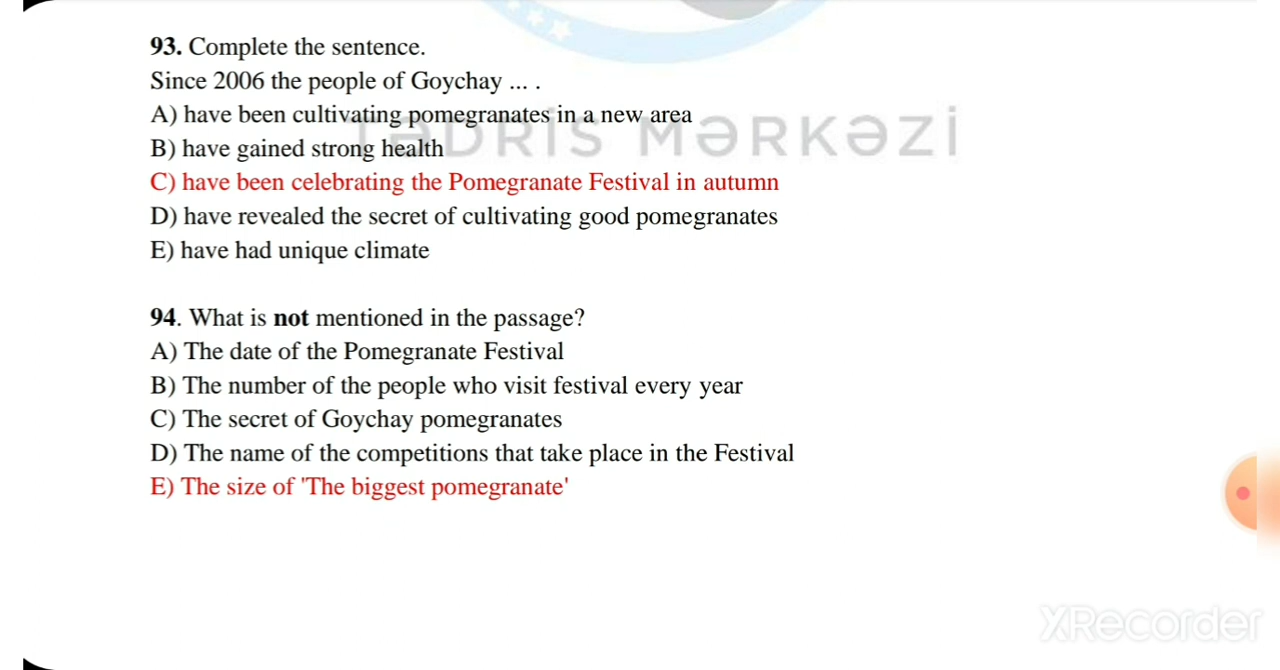 93. Complete the sentence.
Since 2006 the people of Goychay ... .
A) have been cultivating pomegranates in a new area
TƏDRİS MƏRKƏZİ
B) have gained strong health
C) have been celebrating the Pomegranate Festival in autumn
D) have revealed the secret of cultivating good pomegranates
E) have had unique climate
94. What is not mentioned in the passage?
A) The date of the Pomegranate Festival
B) The number of the people who visit festival every year
C) The secret of Goychay pomegranates
D) The name of the competitions that take place in the Festival
E) The size of 'The biggest pomegranate'
XRecorder